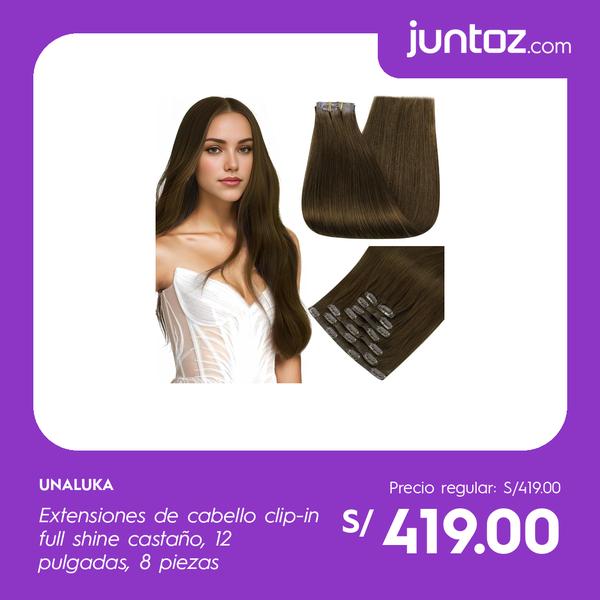 juntoz.com
UNALUKA
Extensiones de cabello clip-in
full shine castaño, 12
pulgadas, 8 piezas
Precio regular: S/419.00
S/ 419.00